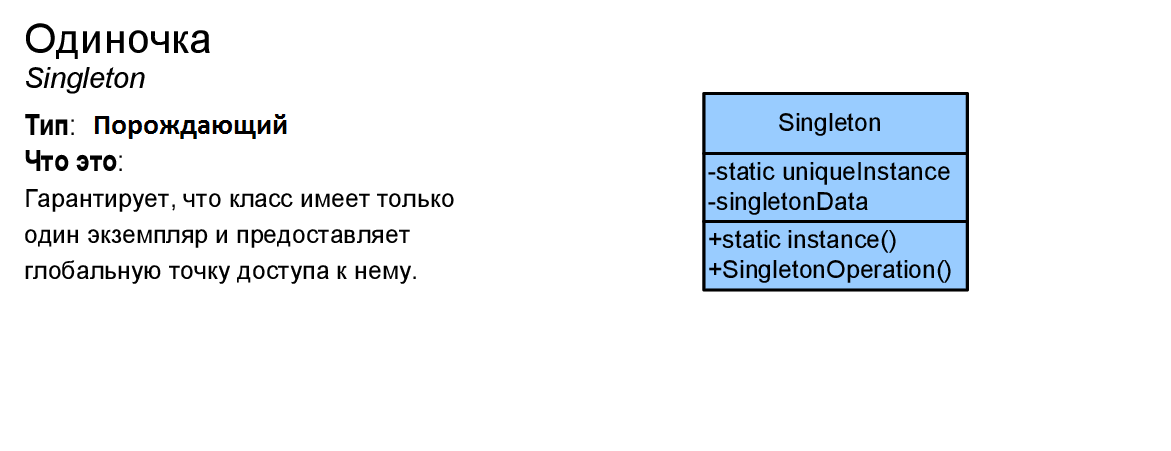 Одиночка
Singleton
Тип: Порождающий
Что это:
Гарантирует, что класс имеет только
один экземпляр и предоставляет
глобальную точку доступа к нему.
Singleton
-static uniqueInstance
-singletonData
+static instance()
+SingletonOperation()